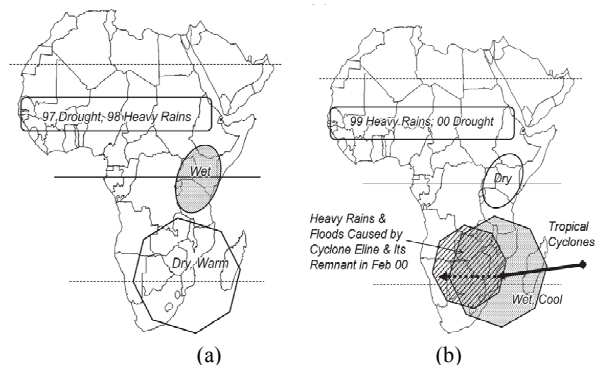 97 Drought, 98 Heavy Rains
Wet
Dry, Warm
(a)
99 Heavy Rains; 00 Drought
Dry
Heavy Rains &
Floods Caused by
Cyclone Eline & Its
Remnant in Feb 00
Tropical
Cyclones
Wet, Cool
(b)